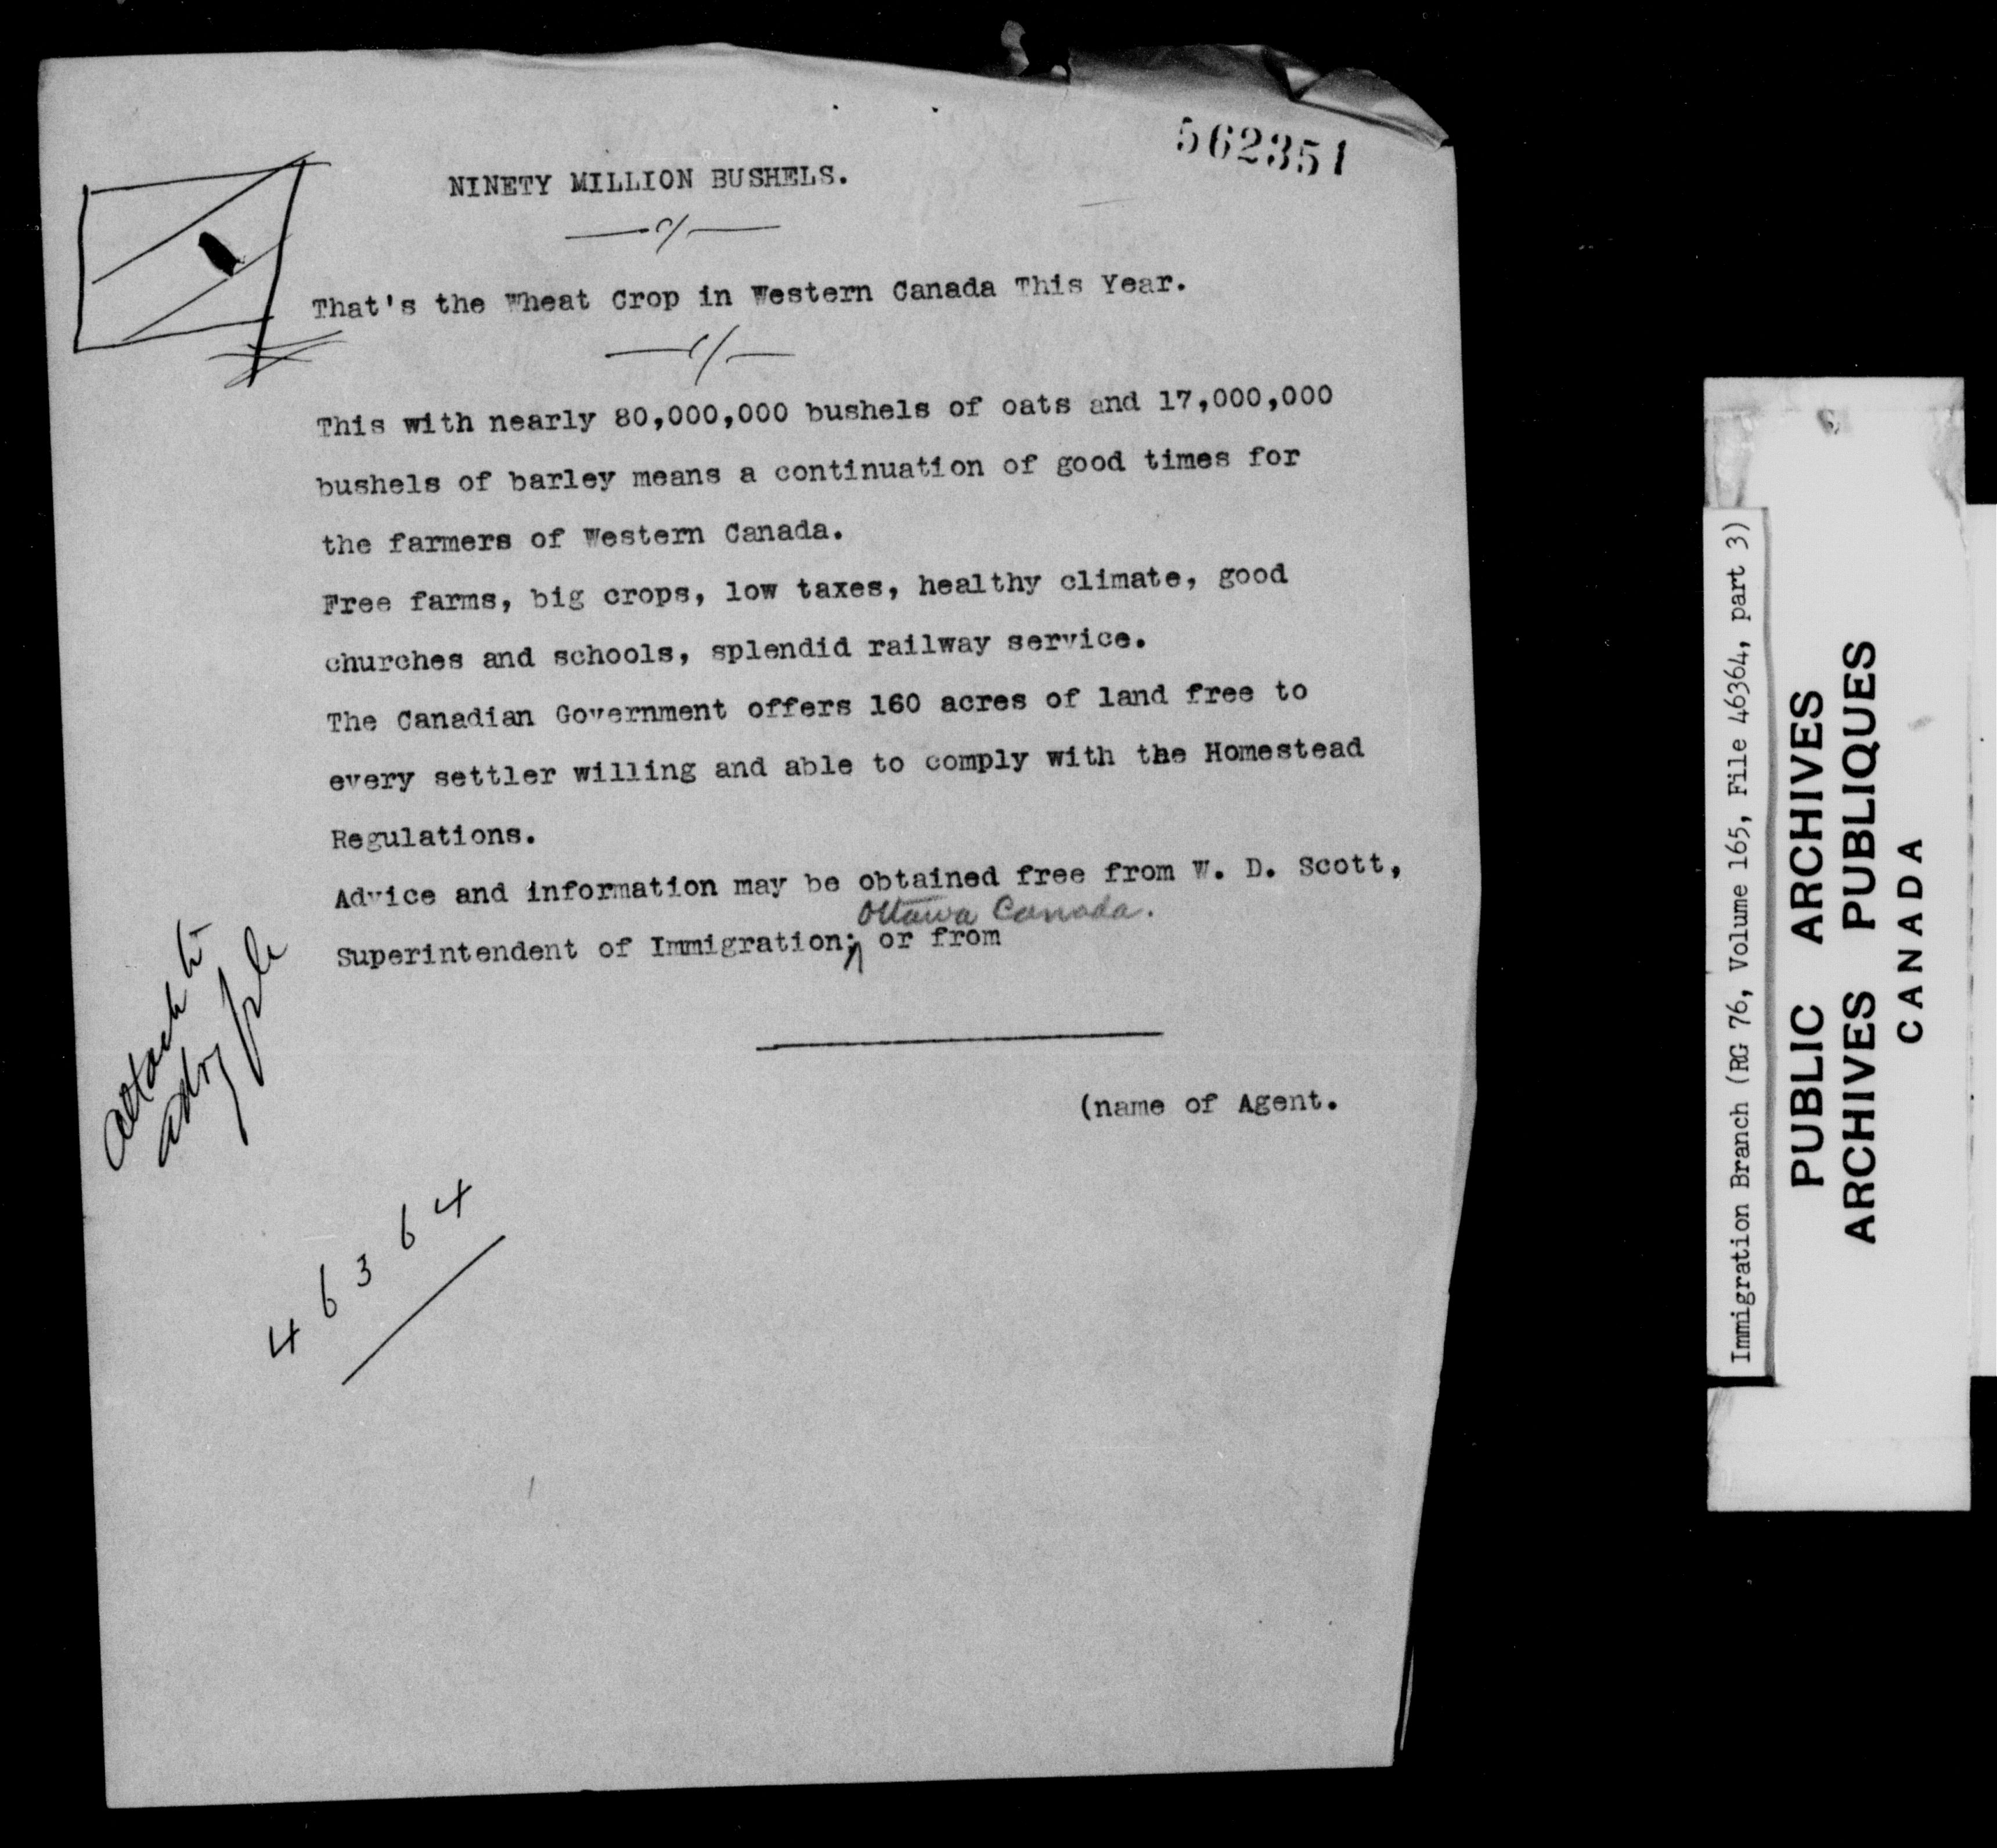 562351
NINETY MILLION BUSHELS.
That's the Wheat Crop in Western Canada This Year.
This with nearly 80,000,000 bushels of oats and 17,000,000
bushels of barley means a continuation of good times for
the farmers of Western Canada.
Free farms, big crops, low taxes, healthy climate, good
churches and schools, splendid railway service.
The Canadian Government offers 160 acres of land free to
every settler willing and able to comply with the Homestead
Regulations.
Advice and information may be obtained free from W. D. Scott,
Ottawa Canada.
Superintendent of Immigration; or from
(name of Agent.
attach to
advg file
46364
Immigration Branch (RG 76, Volume 165, File 46364, part 3)
PUBLIC ARCHIVES
ARCHIVES PUBLIQUES
CANADA